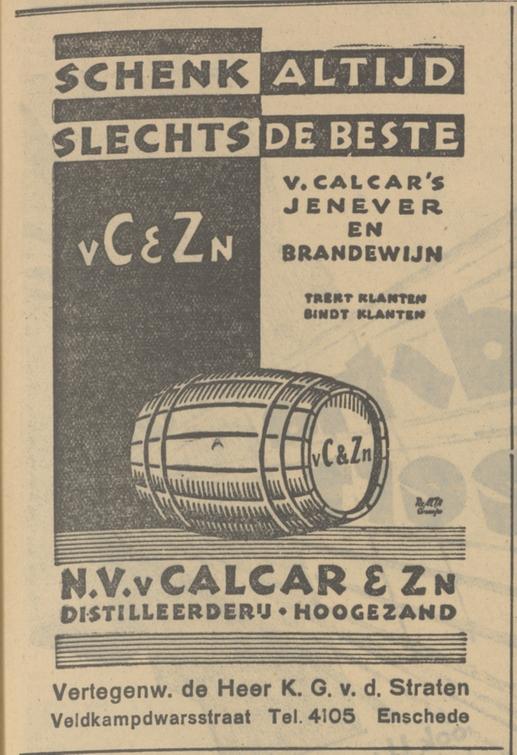 SCHENK ALTIJD
SLECHTS DE BESTE
vC&Zn
V. CALCAR'S
JENEVER
EN
BRANDEWIJN
TREKT KLANTEN
BINDT KLANTEN
vC&Zn
N.V. v CALCAR & ZN
DISTILLEERDERIJ • HOOGEZAND
Vertegenw. de Heer K. G. v. d. Straten
Veldkampdwarsstraat Tel. 4105 Enschede